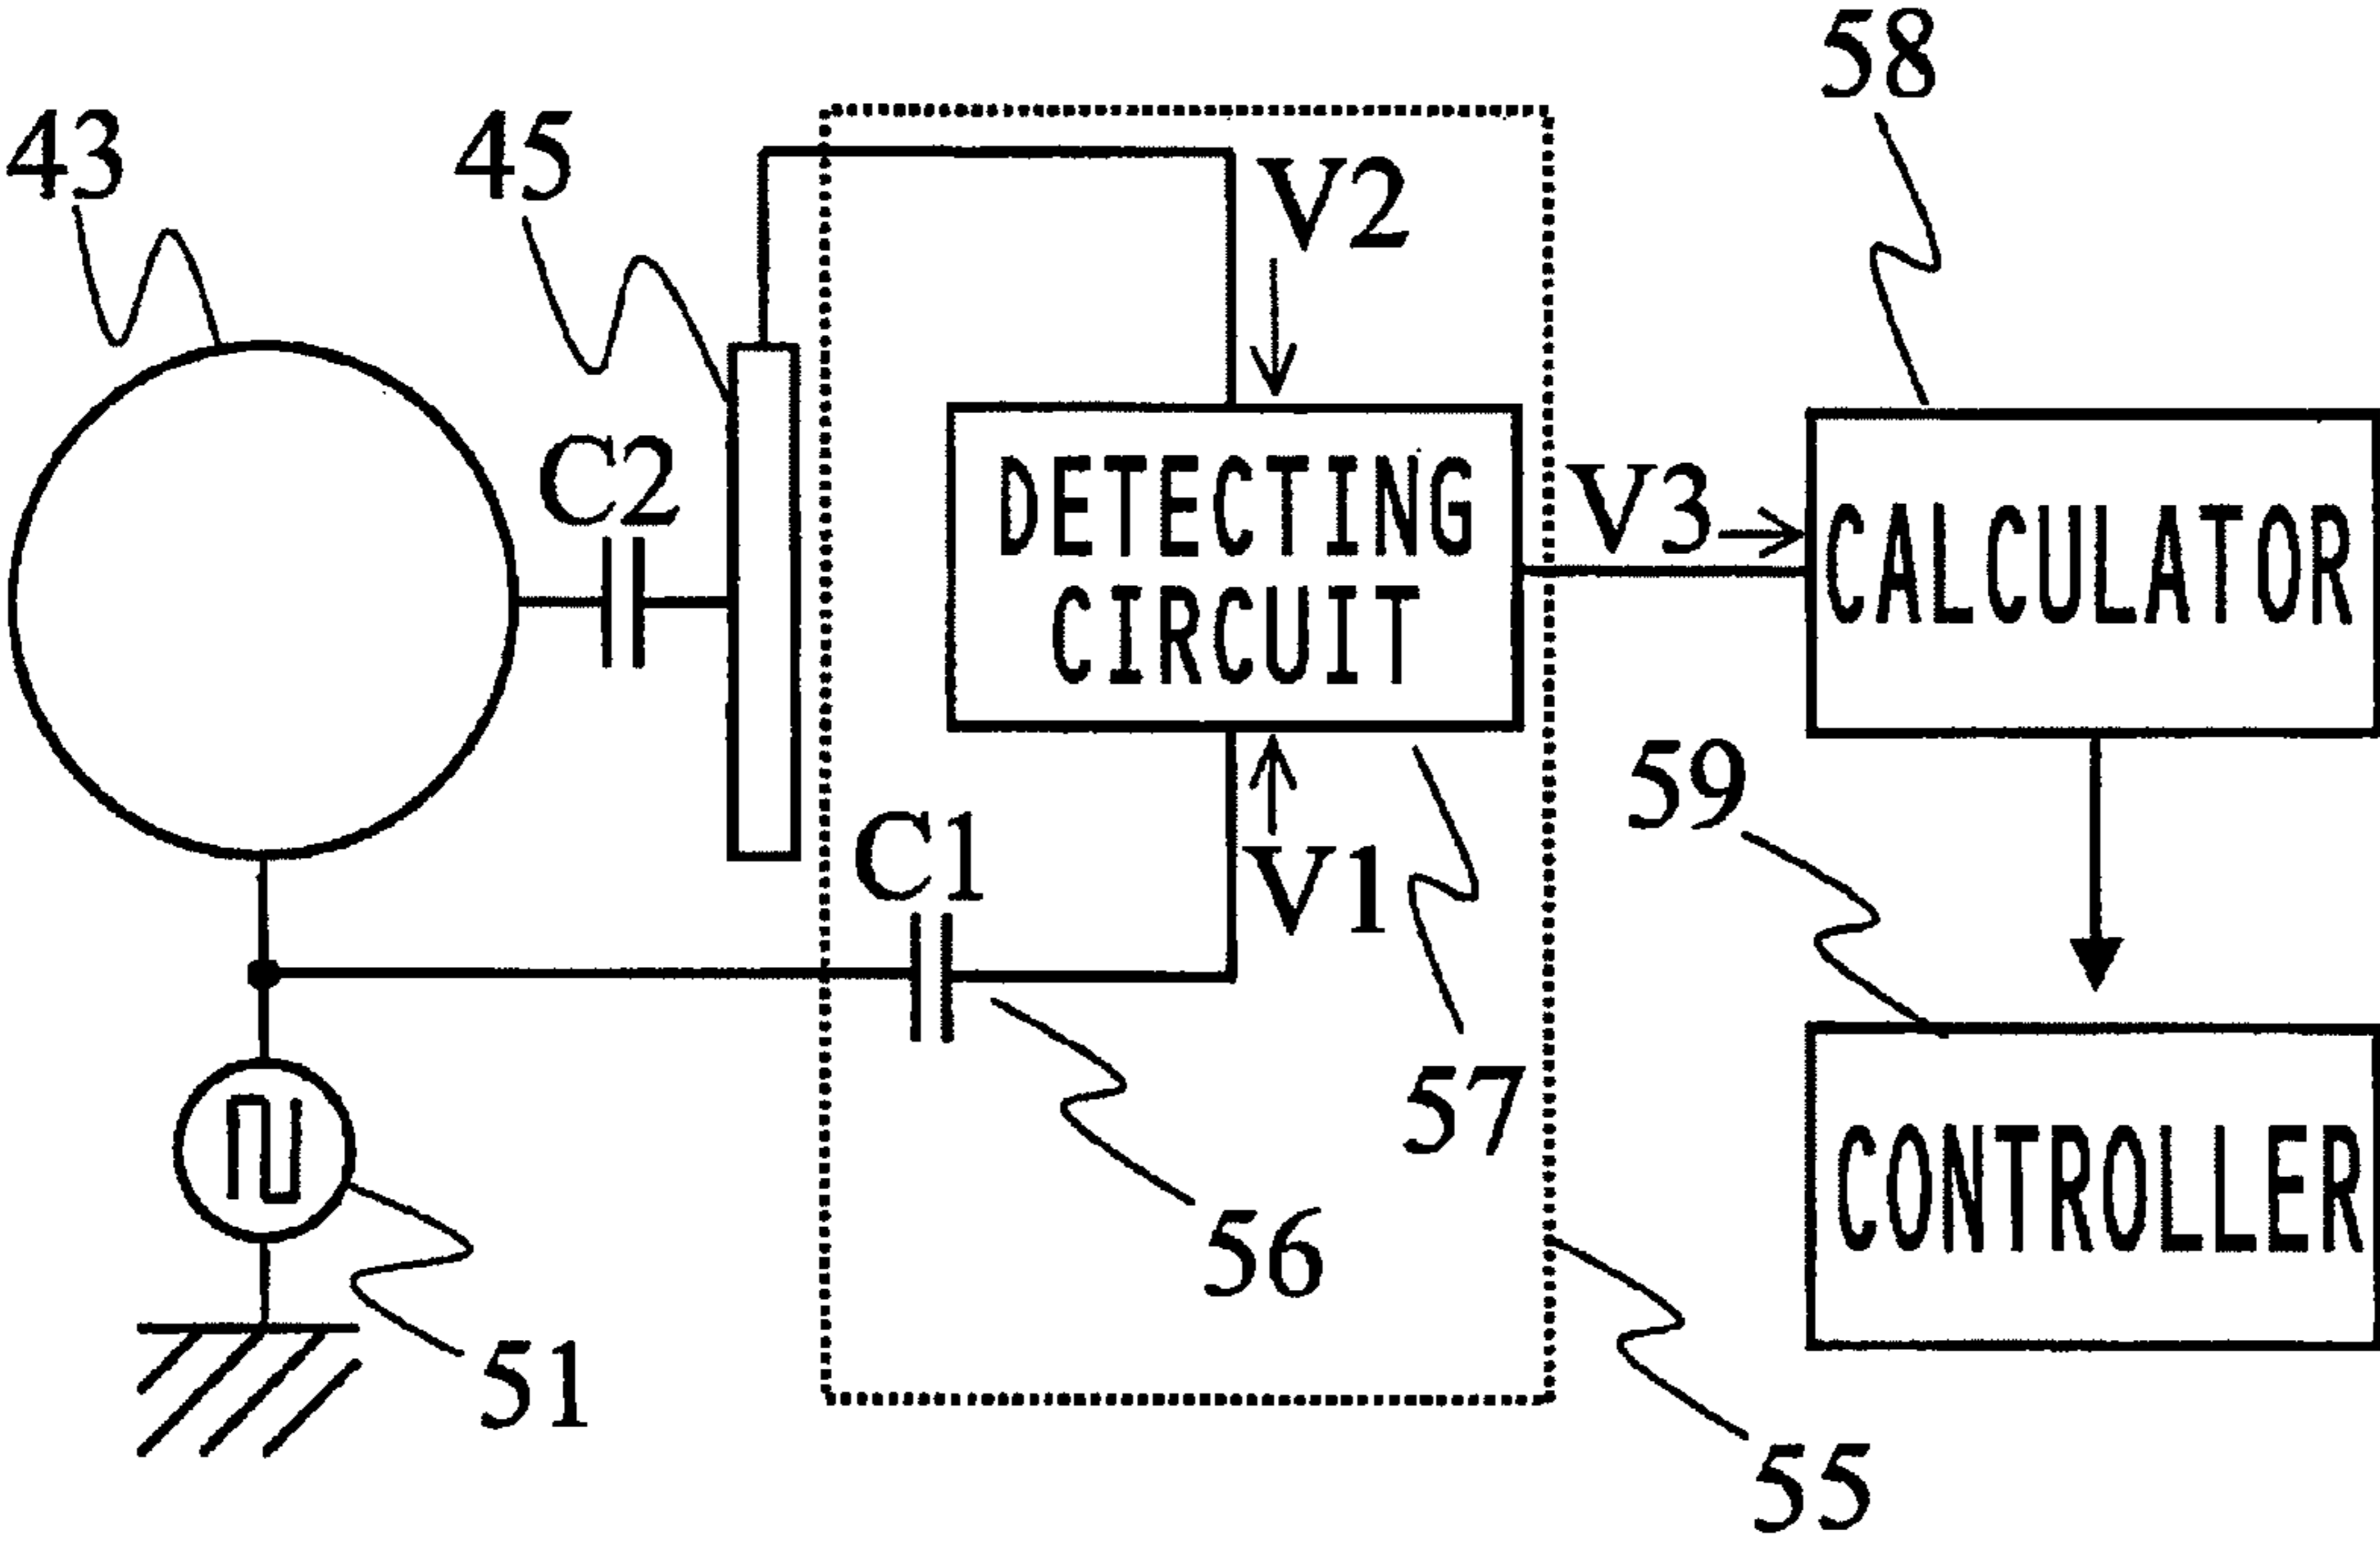 58
43
45
V2
C2
DETECTING
CIRCUIT
V3
CALCULATOR
59
C1
V1
57
CONTROLLER
56
51
55